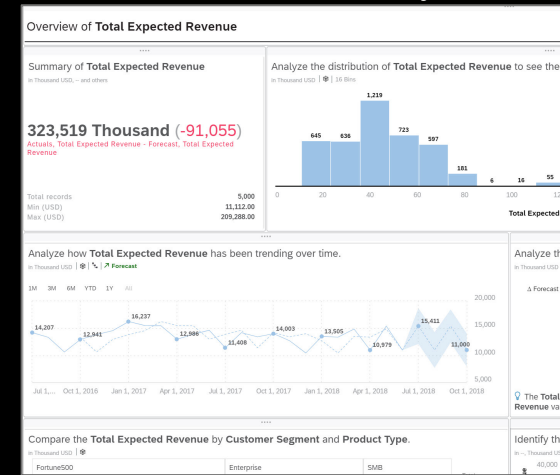 Overview of Total Expected Revenue
Summary of Total Expected Revenue
in Thousand USD, -- and others
323,519 Thousand (-91,055)
Actuals, Total Expected Revenue - Forecast, Total Expected
Revenue
Total records 5,000
Min (USD) 11,112.00
Max (USD) 209,288.00
Analyze the distribution of Total Expected Revenue to see the
in Thousand USD | 16 Bins
1,219
645
636
723
597
181
6
16
55
0 20 40 60 80 100 12
Total Expected
Analyze how Total Expected Revenue has been trending over time.
in Thousand USD | Forecast
1M 3M 6M YTD 1Y All
20,000
15,000
10,000
5,000
14,207
12,941
16,237
12,986
11,408
14,003
13,505
10,979
15,411
11,000
Jul 1,... Oct 1, 2016 Jan 1, 2017 Apr 1, 2017 Jul 1, 2017 Oct 1, 2017 Jan 1, 2018 Apr 1, 2018 Jul 1, 2018 Oct 1, 2018
Analyze th
in Thousand USD
Δ Forecast
The Total
Revenue va
Compare the Total Expected Revenue by Customer Segment and Product Type.
in Thousand USD |
Fortune500 Enterprise SMB
Identify th
in --, Thousand U
40,000